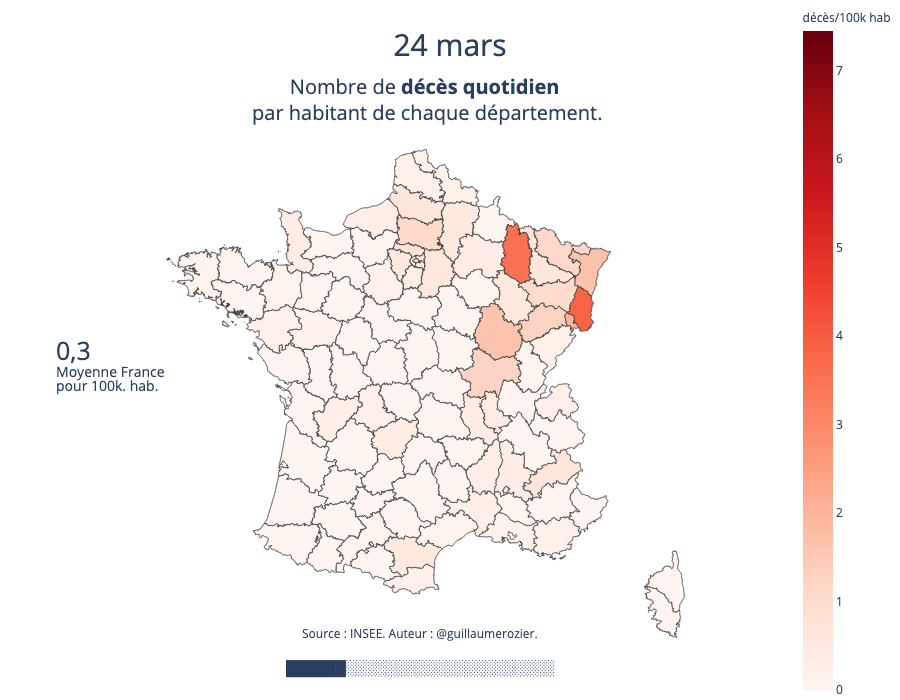 décès/100k hab
24 mars
Nombre de décès quotidien
par habitant de chaque département.
7
6
5
4
3
2
1
0
0,3
Moyenne France
pour 100k. hab.
Source : INSEE. Auteur : @guillaumerozier.